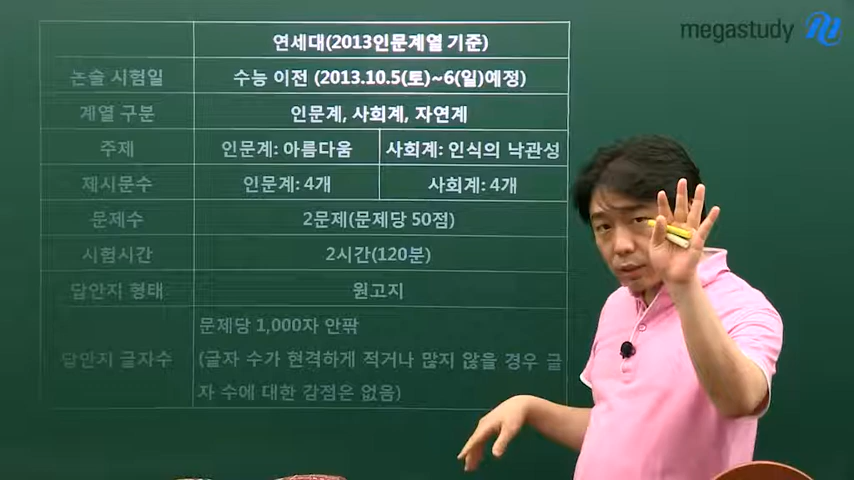 megastudy
연세대(2013인문계열 기준)
논술 시험일 수능 이전 (2013.10.5(토)~6(일)예정)
계열 구분 인문계, 사회계, 자연계
주제 인문계: 아름다움 사회계: 인식의 낙관성
제시문수 인문계: 4개 사회계: 4개
문제수 2문제(문제당 50점)
시험시간 2시간(120분)
답안지 형태 원고지
문제당 1,000자 안팎
답안지 글자수 (글자 수가 현격하게 적거나 많지 않을 경우 글
자 수에 대한 감점은 없음)